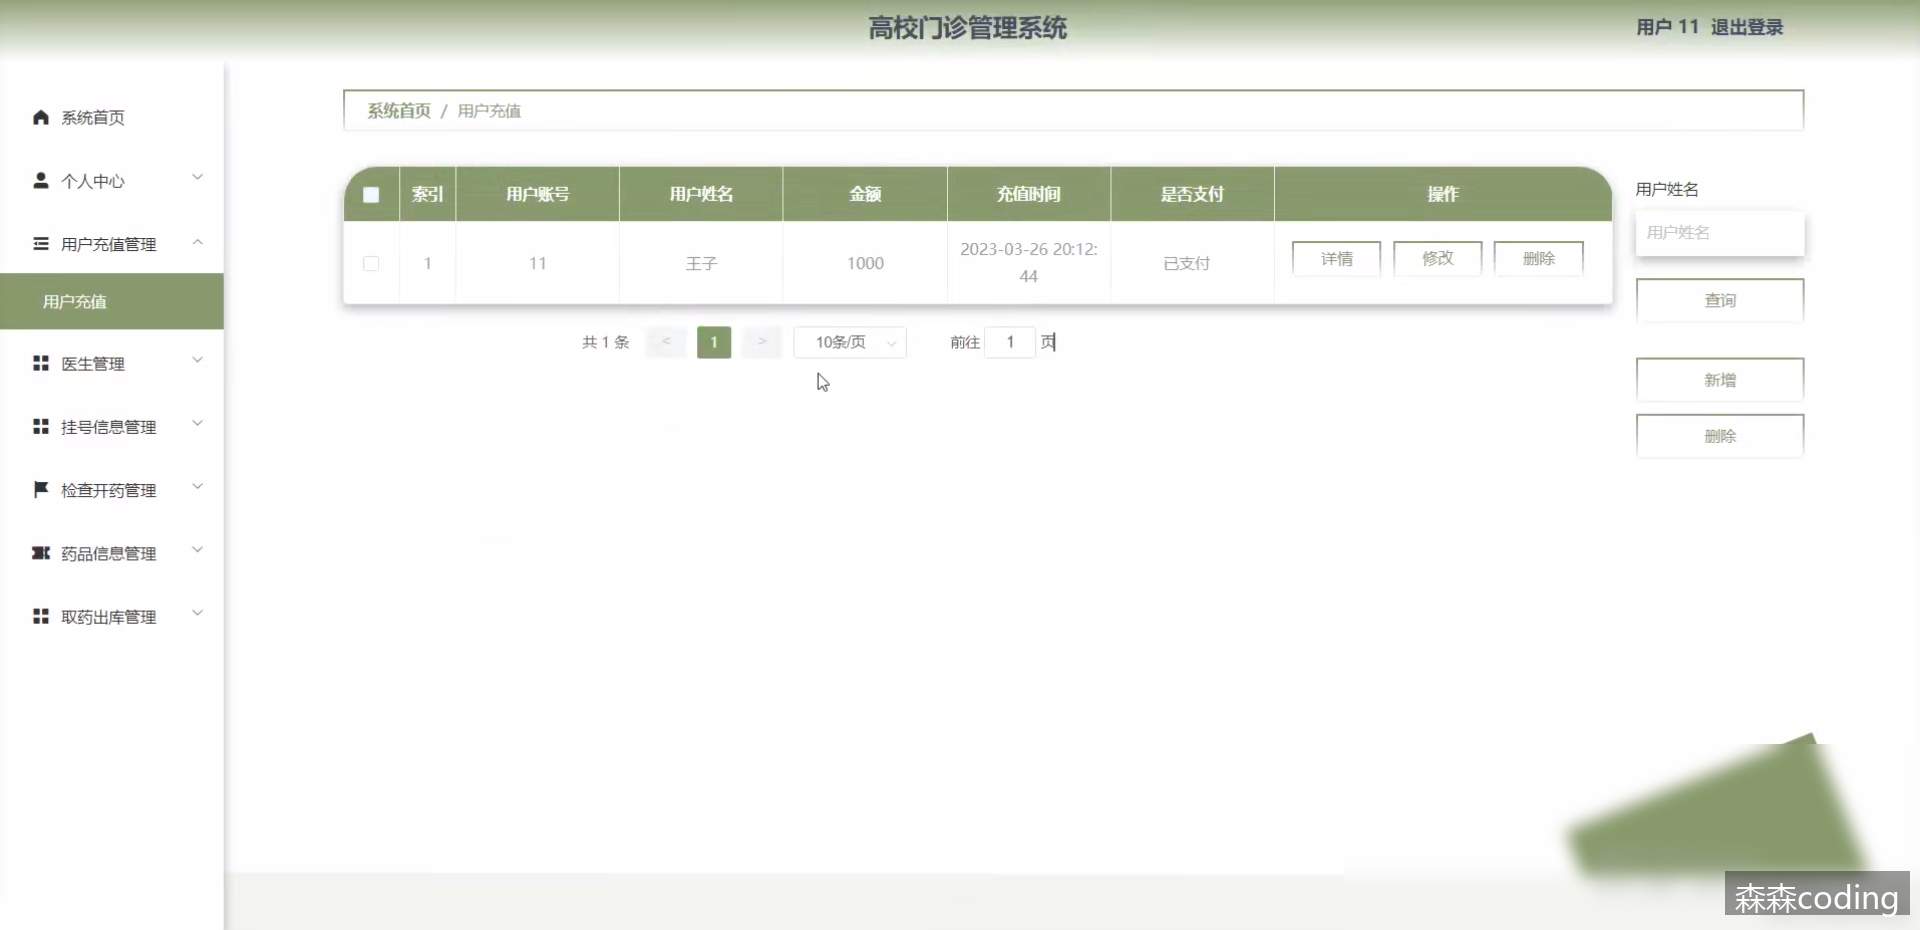 高校门诊管理系统
用户 11 退出登录
系统首页
个人中心
用户充值管理
用户充值
医生管理
挂号信息管理
检查开药管理
药品信息管理
取药出库管理
系统首页 / 用户充值
索引 用户账号 用户姓名 金额 充值时间 是否支付 操作
1 11 王子 1000 2023-03-26 20:12:
44 已支付 详情 修改 删除
共 1 条 < 1 > 10条/页 前往 1 页
用户姓名
用户姓名
查询
新增
删除
森森coding